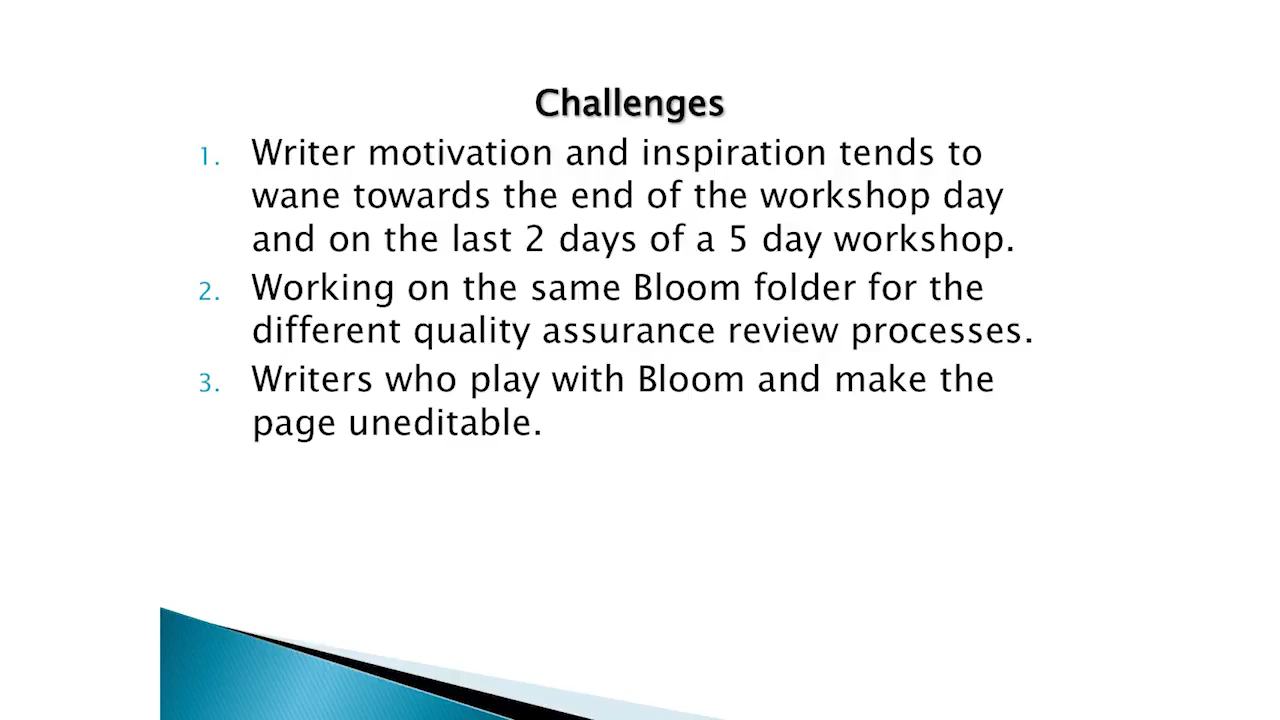 Challenges
1. Writer motivation and inspiration tends to
wane towards the end of the workshop day
and on the last 2 days of a 5 day workshop.
2. Working on the same Bloom folder for the
different quality assurance review processes.
3. Writers who play with Bloom and make the
page uneditable.